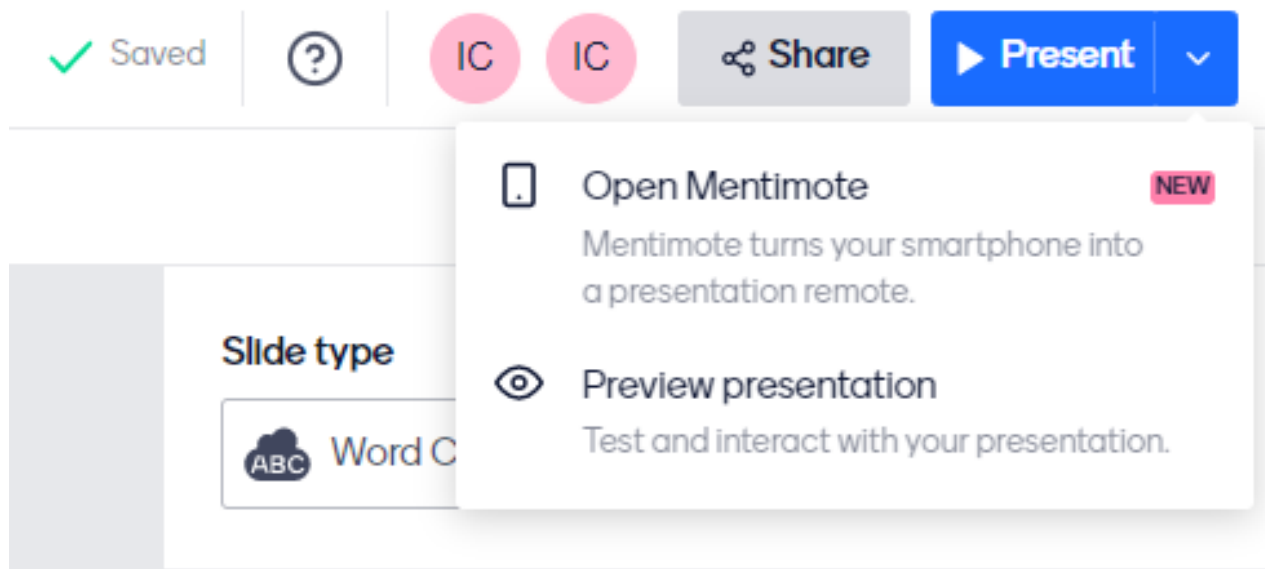 Saved
IC
IC
Share
Present
Open Mentimote
NEW
Mentimote turns your smartphone into
a presentation remote.
Slide type
Preview presentation
ABC
Word C
Test and interact with your presentation.